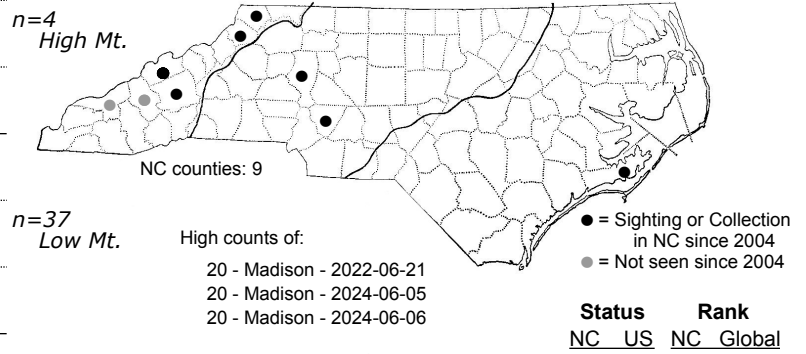 n=4
High Mt.
NC counties: 9
n=37
Low Mt.
High counts of:
20 - Madison - 2022-06-21
20 - Madison - 2024-06-05
20 - Madison - 2024-06-06
● = Sighting or Collection
in NC since 2004
● = Not seen since 2004
Status Rank
NC US NC Global